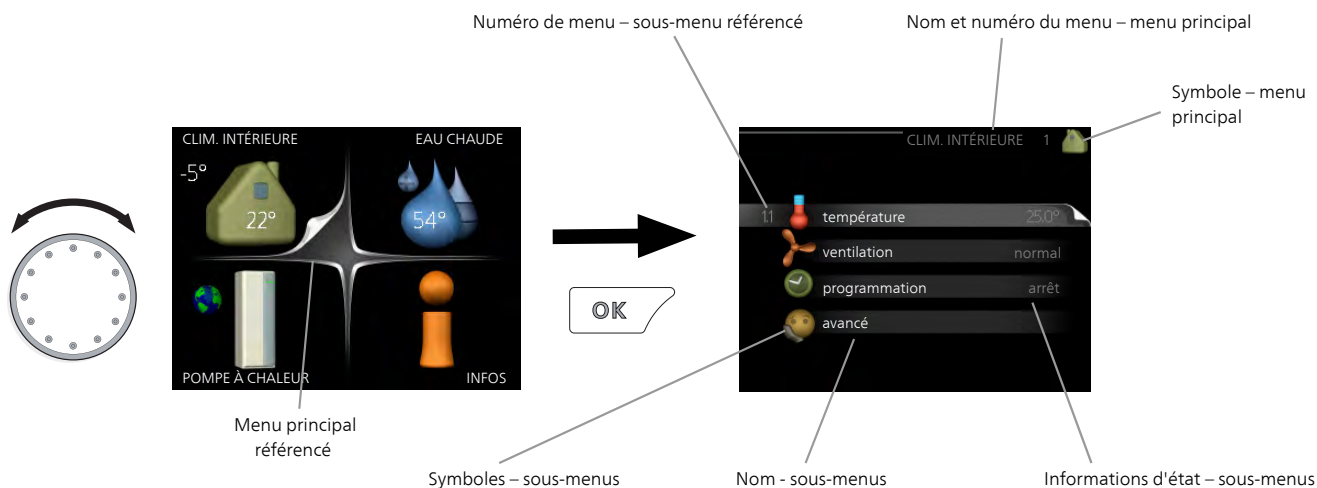 Numéro de menu – sous-menu référencé
Nom et numéro du menu – menu principal
Symbole – menu
principal
CLIM. INTÉRIEURE
EAU CHAUDE
-5°
22°
54°
POMPE À CHALEUR
INFOS
Menu principal
référencé
OK
CLIM. INTÉRIEURE 1
1.1 température 25.0°
ventilation normal
programmation arrêt
avancé
Symboles – sous-menus
Nom - sous-menus
Informations d'état – sous-menus